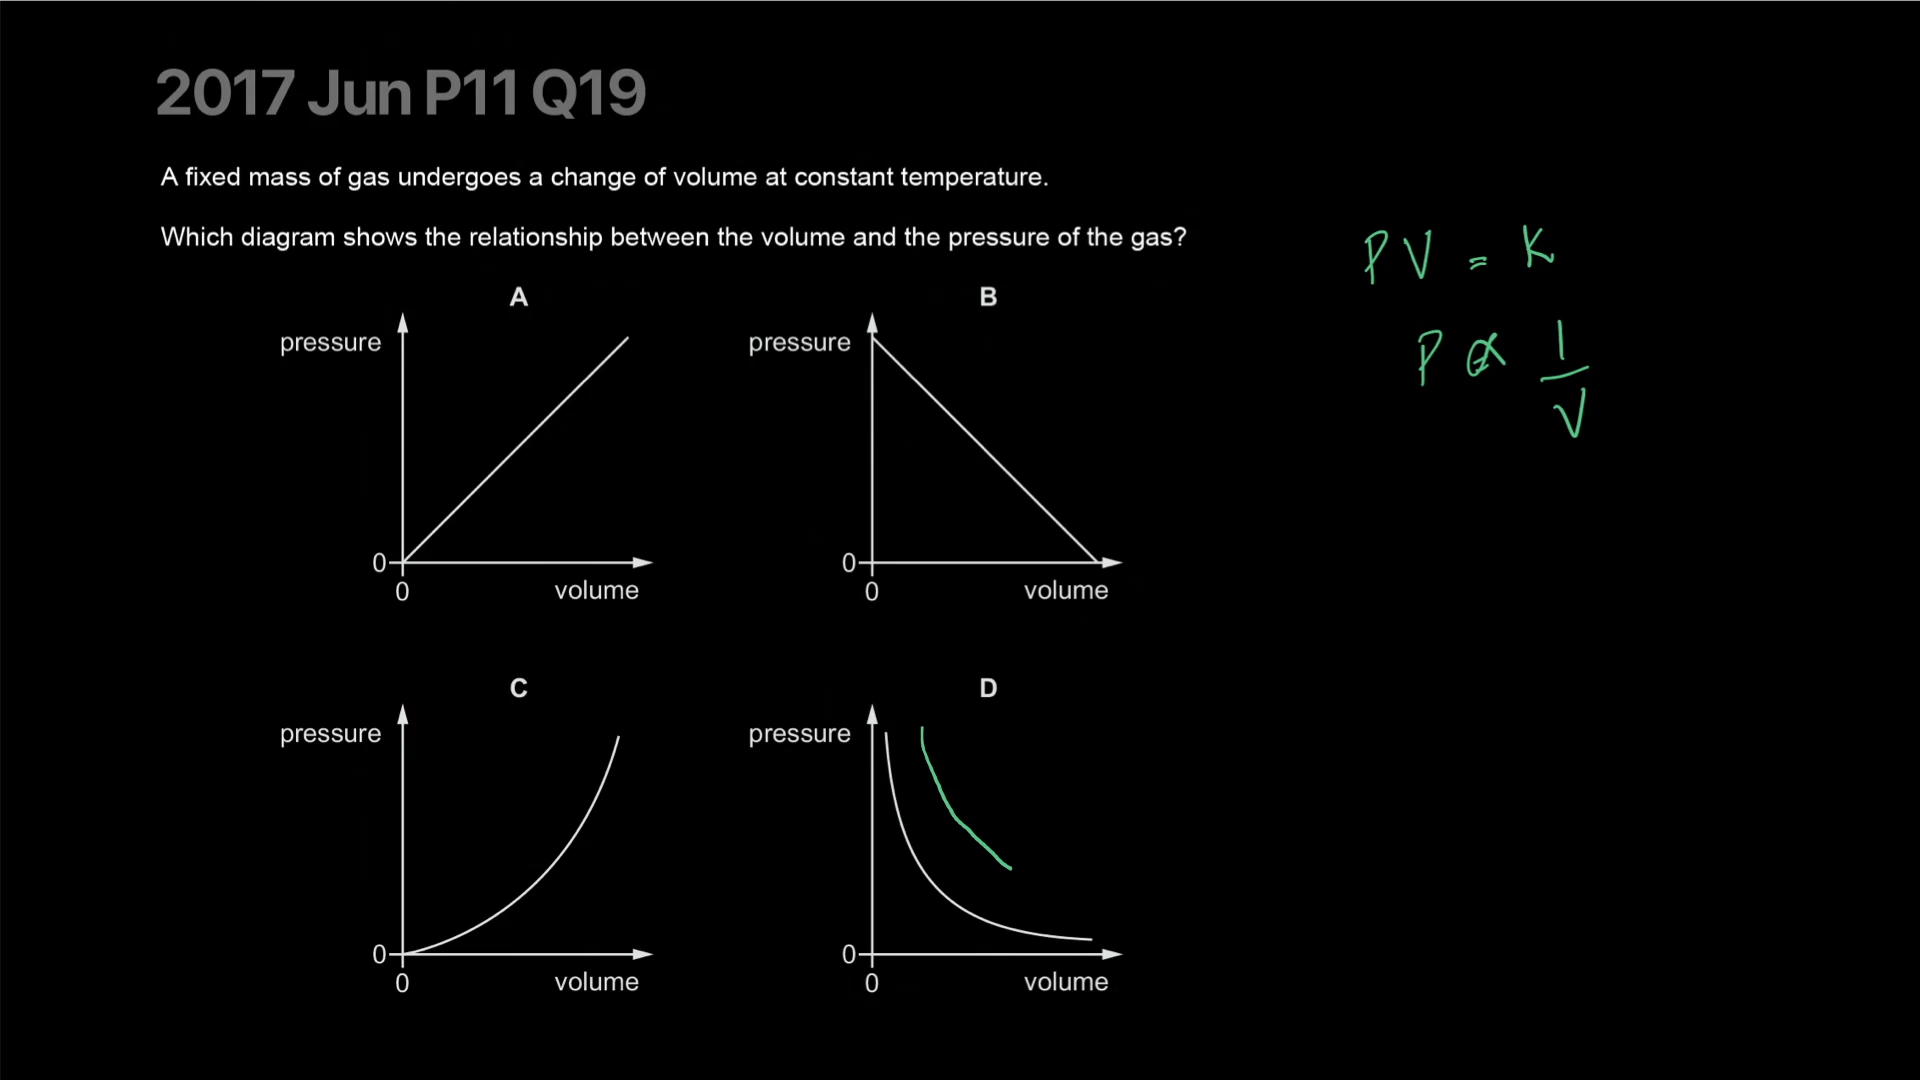 2017 Jun P11 Q19
A fixed mass of gas undergoes a change of volume at constant temperature.
Which diagram shows the relationship between the volume and the pressure of the gas?
PV = K
P ∝ 1/V
A
pressure
0
0
volume
B
pressure
0
0
volume
C
pressure
0
0
volume
D
pressure
0
0
volume